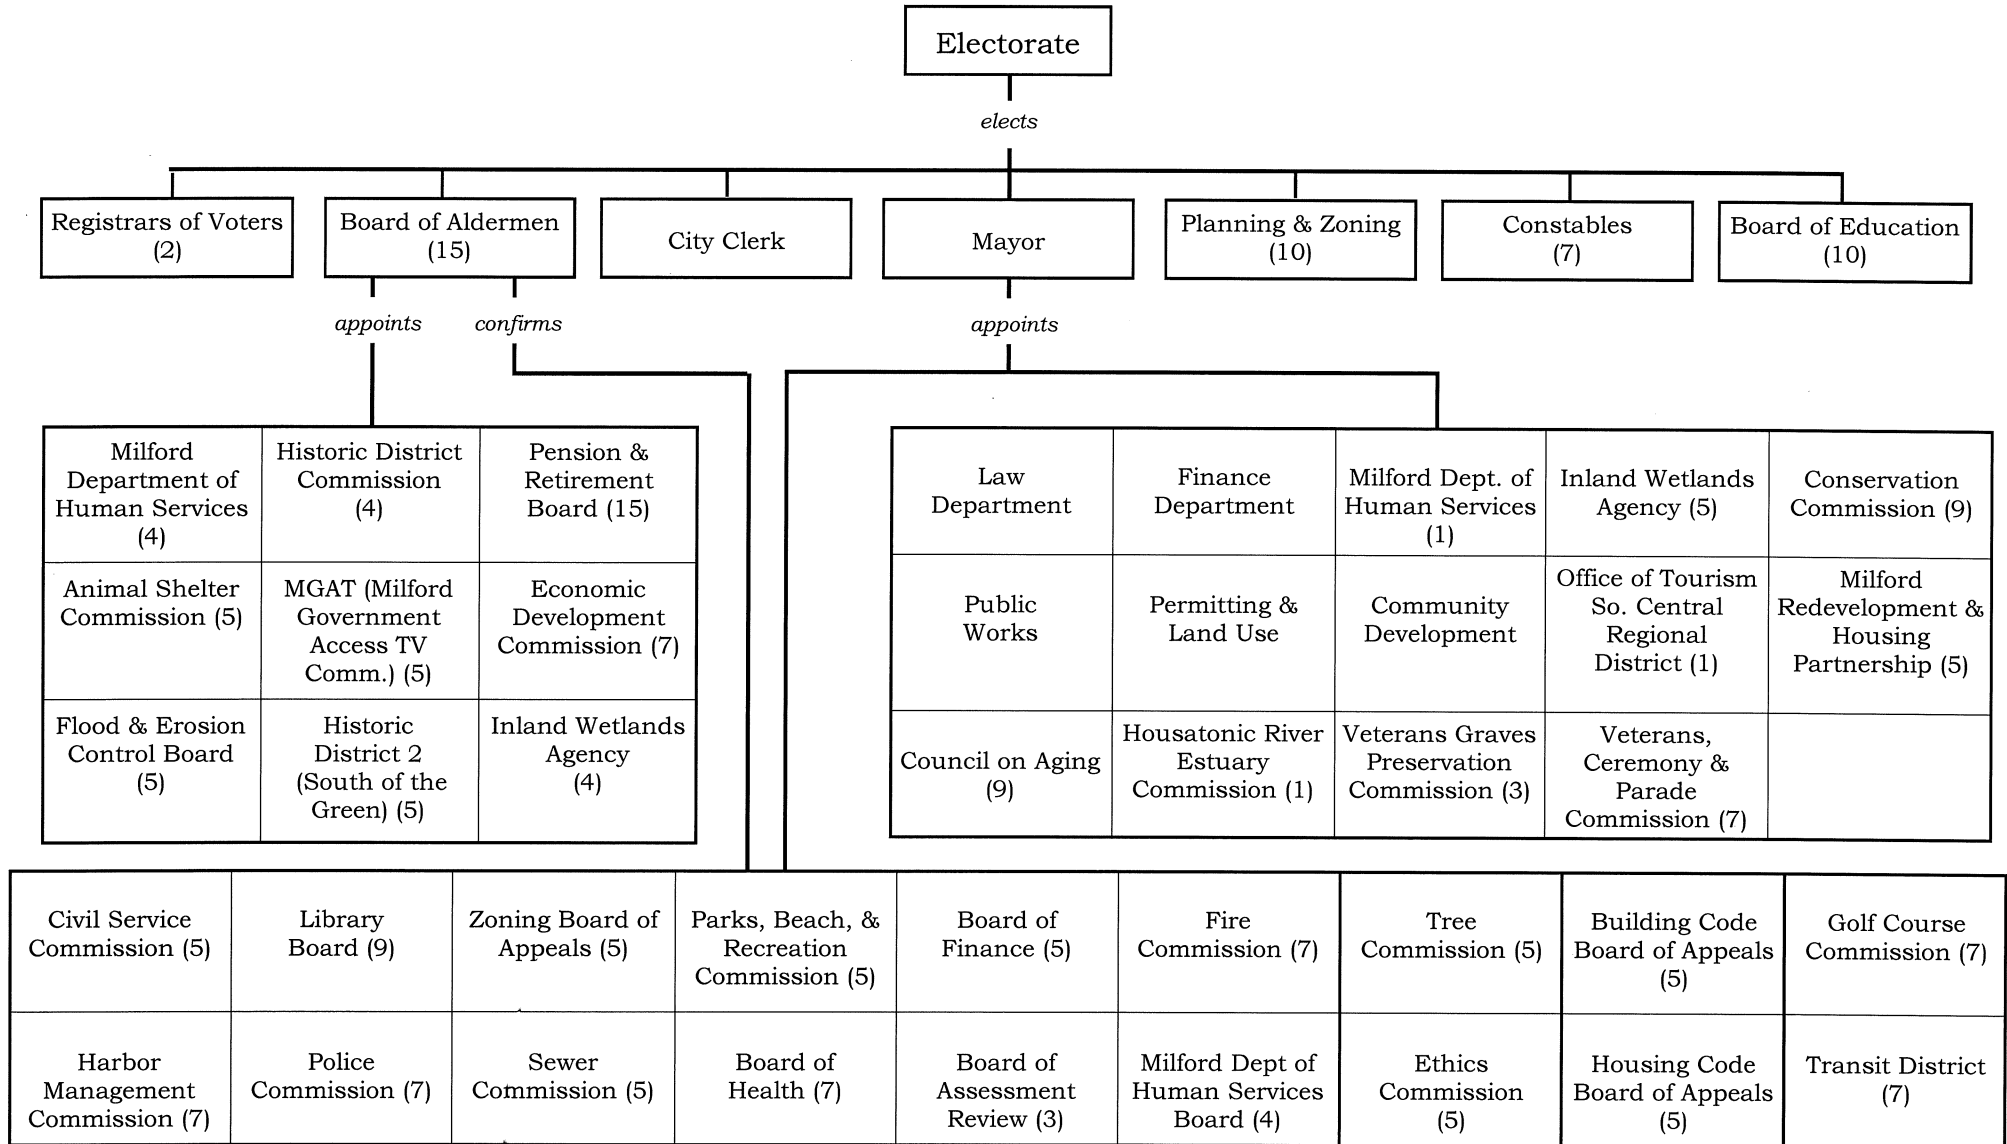 Electorate
elects
Registrars of Voters
(2)
Board of Aldermen
(15)
City Clerk
Mayor
Planning & Zoning
(10)
Constables
(7)
Board of Education
(10)
appoints
confirms
appoints
Milford
Department of
Human Services
(4)
Historic District
Commission
(4)
Pension &
Retirement
Board (15)
Animal Shelter
Commission (5)
MGAT (Milford
Government
Access TV
Comm.) (5)
Economic
Development
Commission (7)
Flood & Erosion
Control Board
(5)
Historic
District 2
(South of the
Green) (5)
Inland Wetlands
Agency
(4)
Law
Department
Finance
Department
Milford Dept. of
Human Services
(1)
Inland Wetlands
Agency (5)
Conservation
Commission (9)
Public
Works
Permitting &
Land Use
Community
Development
Office of Tourism
So. Central
Regional
District (1)
Milford
Redevelopment &
Housing
Partnership (5)
Council on Aging
(9)
Housatonic River
Estuary
Commission (1)
Veterans Graves
Preservation
Commission (3)
Veterans,
Ceremony &
Parade
Commission (7)
Civil Service
Commission (5)
Library
Board (9)
Zoning Board of
Appeals (5)
Parks, Beach, &
Recreation
Commission (5)
Board of
Finance (5)
Fire
Commission (7)
Tree
Commission (5)
Building Code
Board of Appeals
(5)
Golf Course
Commission (7)
Harbor
Management
Commission (7)
Police
Commission (7)
Sewer
Commission (5)
Board of
Health (7)
Board of
Assessment
Review (3)
Milford Dept of
Human Services
Board (4)
Ethics
Commission
(5)
Housing Code
Board of Appeals
(5)
Transit District
(7)